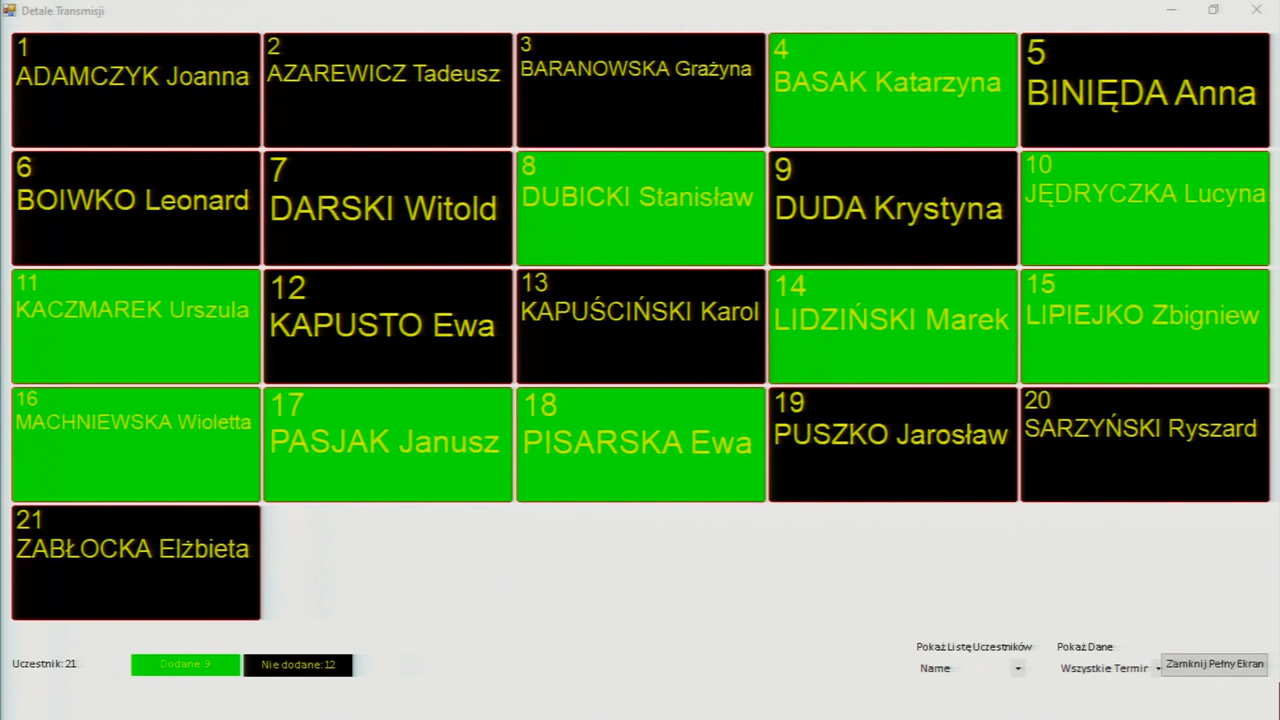 Detale Transmisji
1
ADAMCZYK Joanna
2
AZAREWICZ Tadeusz
3
BARANOWSKA Grażyna
4
BASAK Katarzyna
5
BINIĘDA Anna
6
BOIWKO Leonard
7
DARSKI Witold
8
DUBICKI Stanisław
9
DUDA Krystyna
10
JĘDRYCZKA Lucyna
11
KACZMAREK Urszula
12
KAPUSTO Ewa
13
KAPUŚCIŃSKI Karol
14
LIDZIŃSKI Marek
15
LIPIEJKO Zbigniew
16
MACHNIEWSKA Wioletta
17
PASJAK Janusz
18
PISARSKA Ewa
19
PUSZKO Jarosław
20
SARZYŃSKI Ryszard
21
ZABŁOCKA Elżbieta
Uczestnik: 21
Dodane: 9
Nie dodane: 12
Pokaż Listę Uczestników
Name
Pokaż Dane
Wszystkie Termir
Zamknij Pełny Ekran